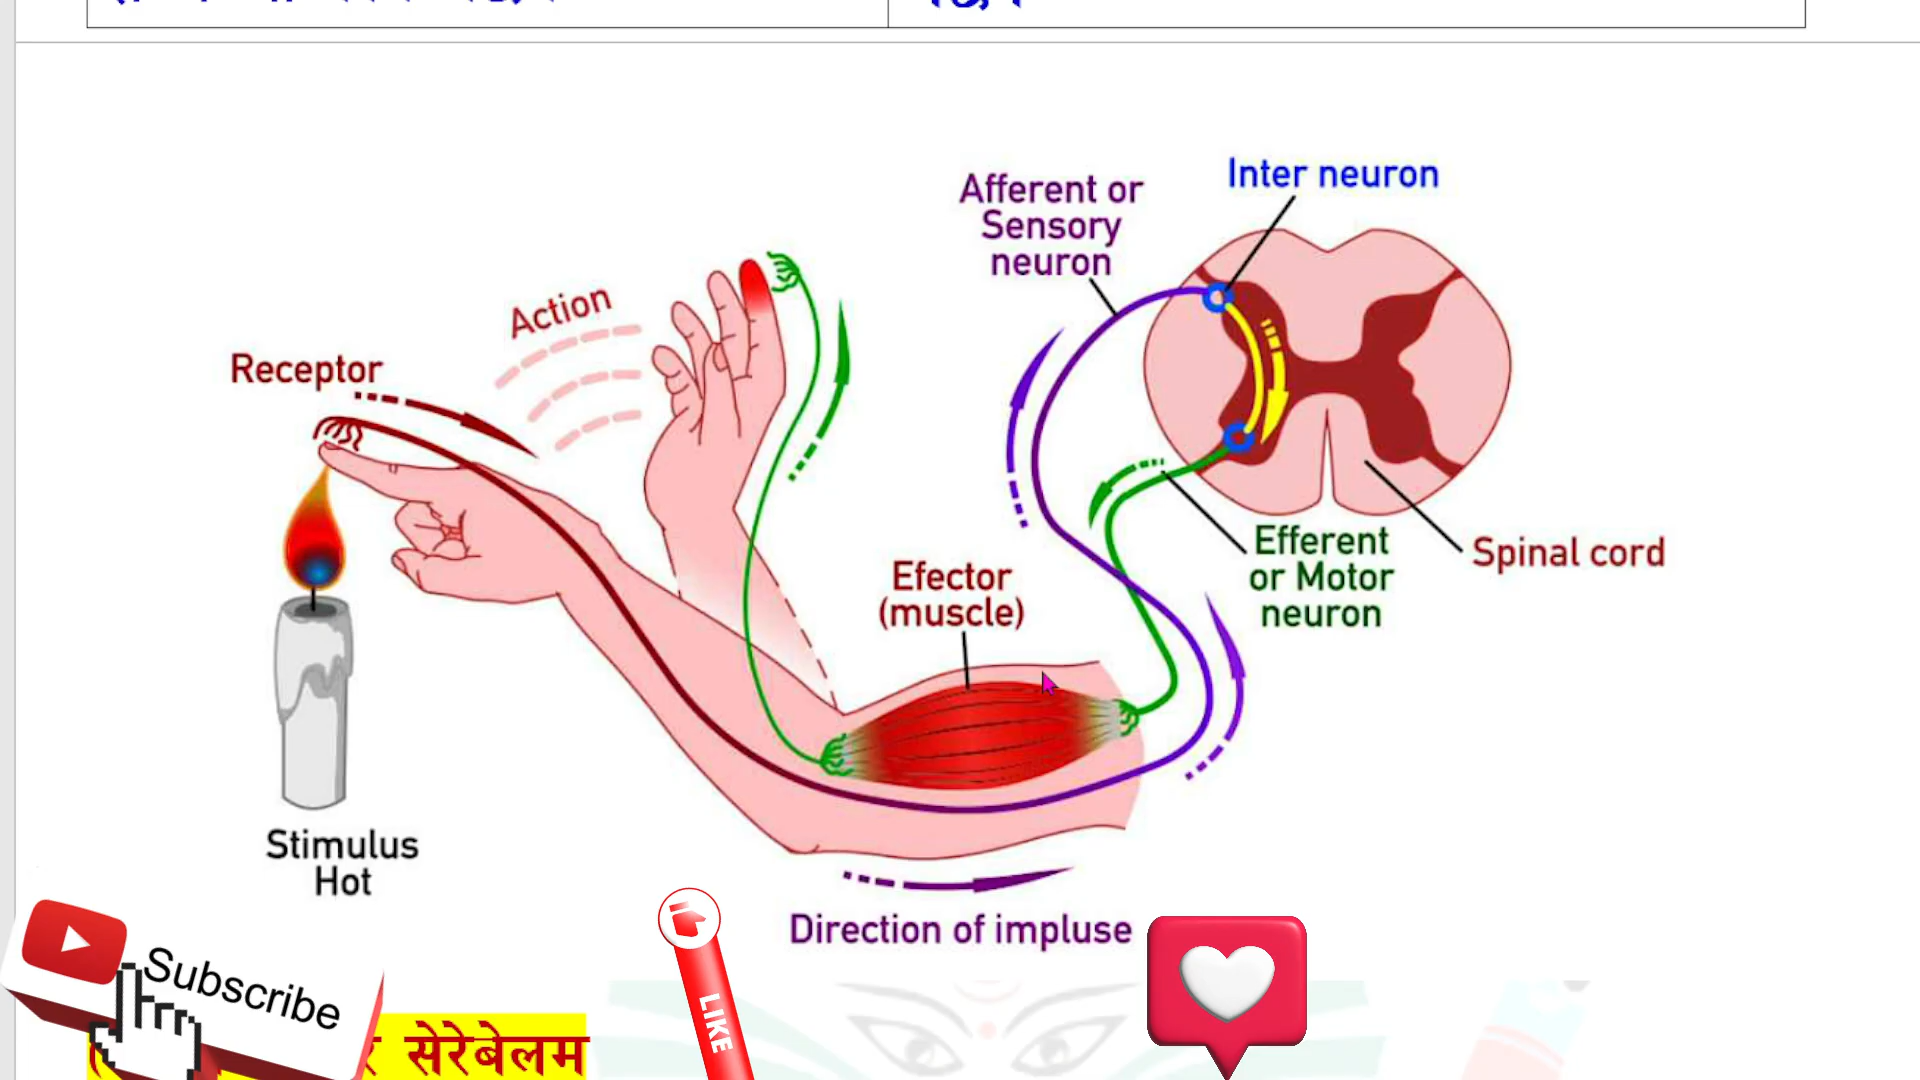 Inter neuron
Afferent or
Sensory
neuron
Action
Receptor
Efferent
or Motor
neuron
Spinal cord
Efector
(muscle)
Stimulus
Hot
Direction of impluse
Subscribe
LIKE
सेरेबेलम